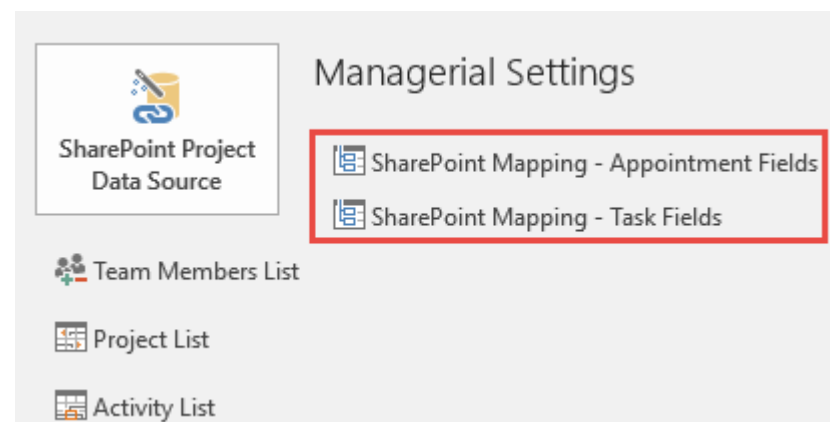 Managerial Settings
SharePoint Project
Data Source
SharePoint Mapping - Appointment Fields
SharePoint Mapping - Task Fields
Team Members List
Project List
Activity List